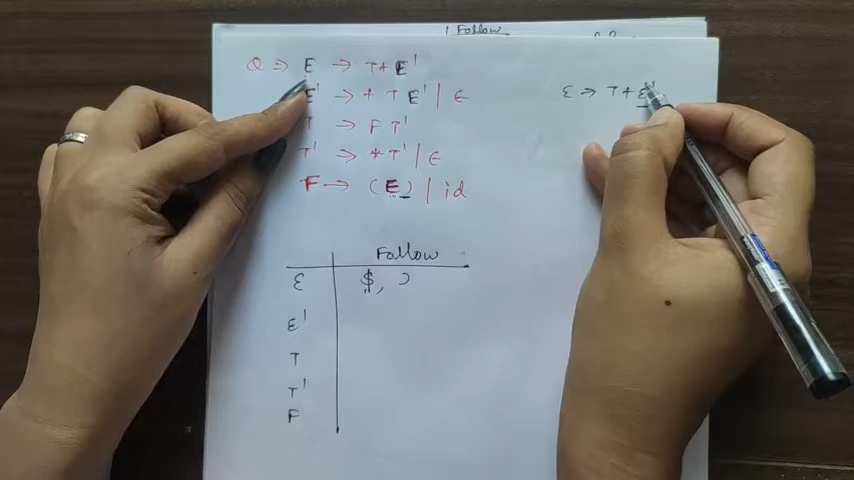 Follow
Q ⇒ E → T+E'
E' → + T E' | ε
→ F T'
T' → *T' | ε
F → (E) | id
ε → T + ε'
Follow
ε $, )
ε'
T
T'
F